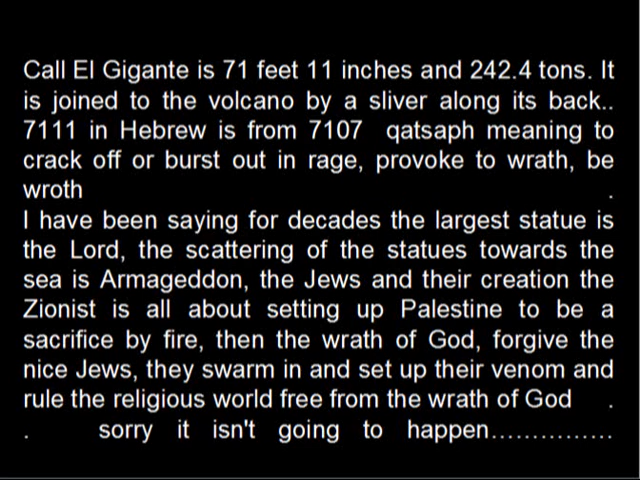 Call El Gigante is 71 feet 11 inches and 242.4 tons. It
is joined to the volcano by a sliver along its back..
7111 in Hebrew is from 7107 qatsaph meaning to
crack off or burst out in rage, provoke to wrath, be
wroth .
I have been saying for decades the largest statue is
the Lord, the scattering of the statues towards the
sea is Armageddon, the Jews and their creation the
Zionist is all about setting up Palestine to be a
sacrifice by fire, then the wrath of God, forgive the
nice Jews, they swarm in and set up their venom and
rule the religious world free from the wrath of God .
. sorry it isn't going to happen...............